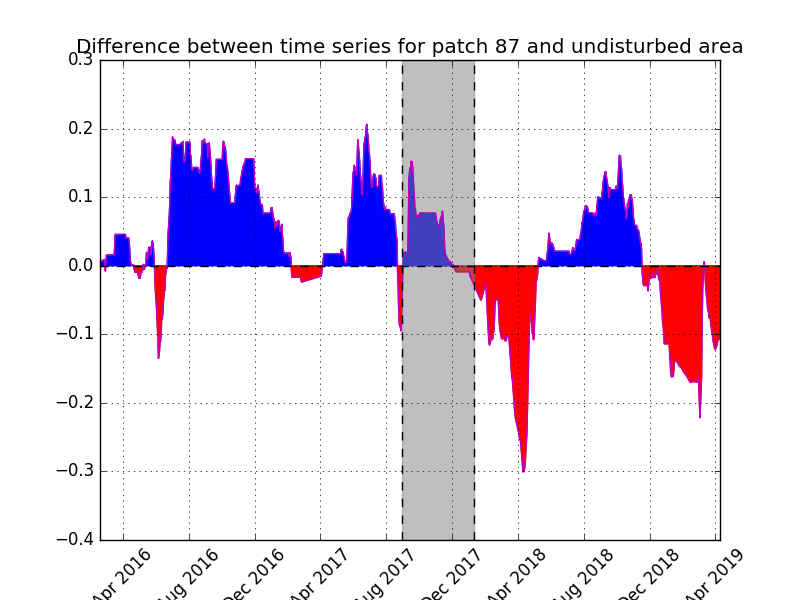 Difference between time series for patch 87 and undisturbed area
0.3
0.2
0.1
0.0
−0.1
−0.2
−0.3
−0.4
Apr 2016
Aug 2016
Dec 2016
Apr 2017
Aug 2017
Dec 2017
Apr 2018
Aug 2018
Dec 2018
Apr 2019